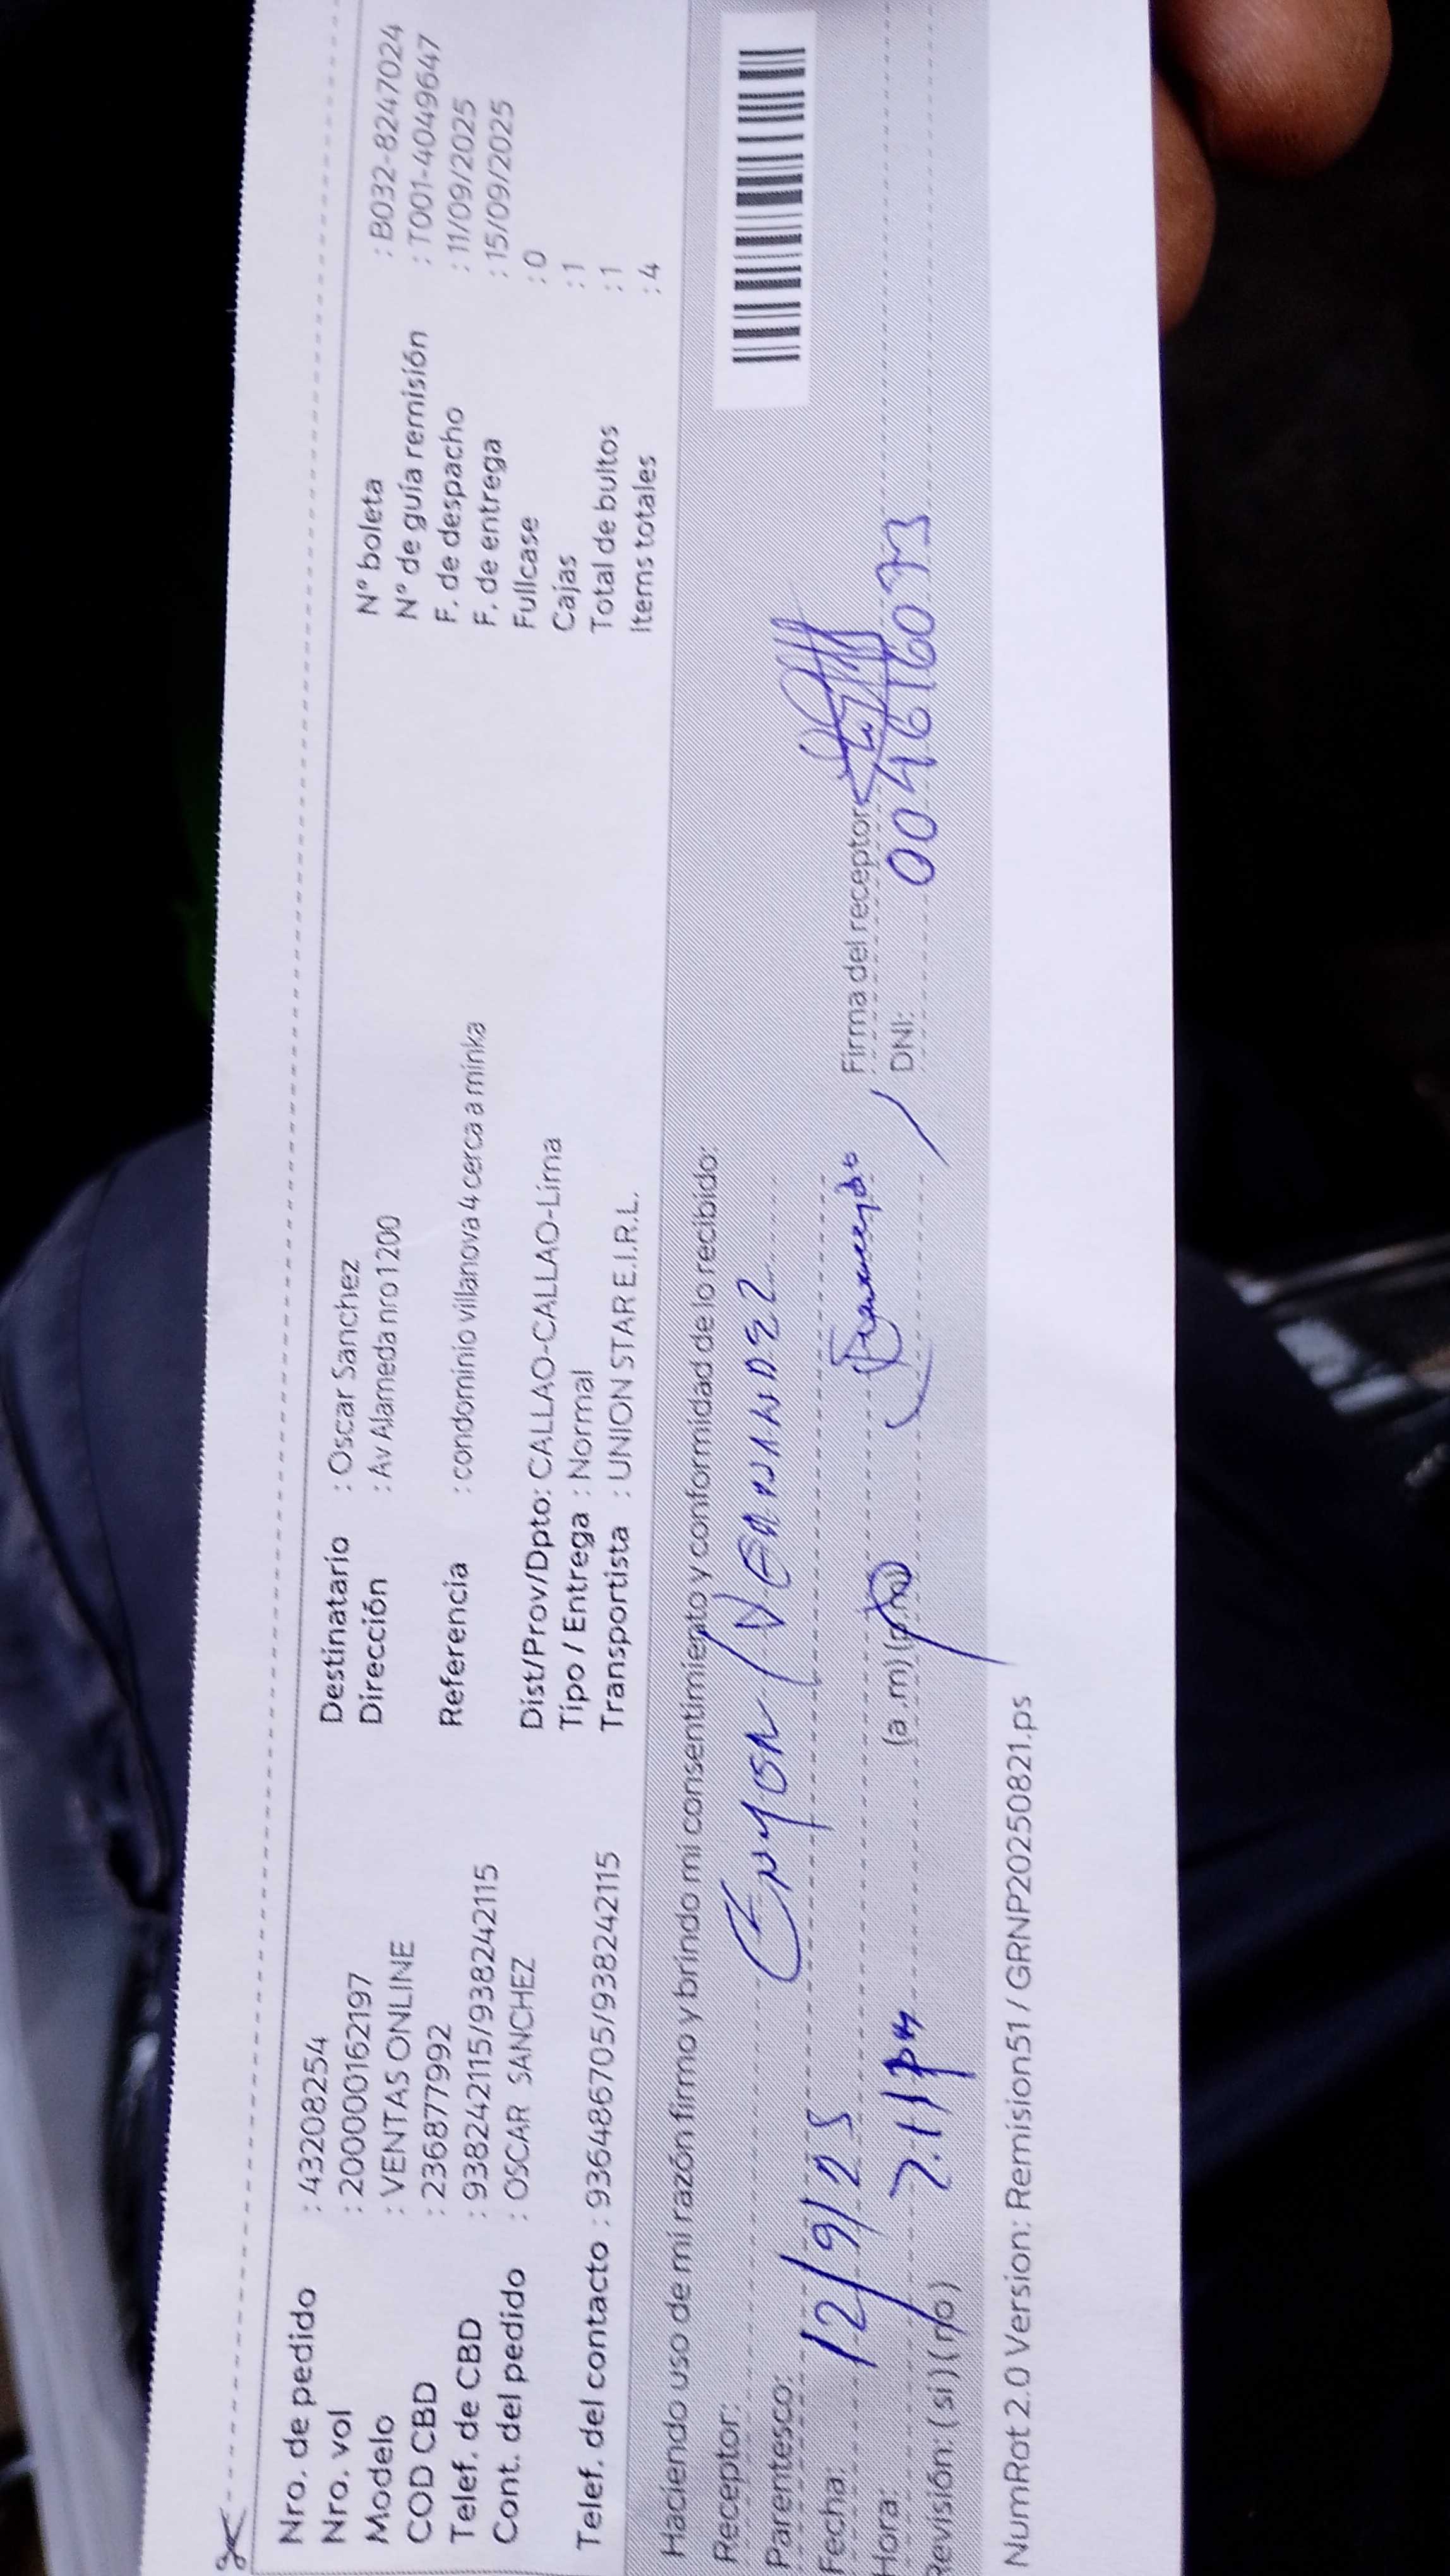 Nro. de pedido : 43208254
Nro. vol : 200000162197
Modelo : VENTAS ONLINE
COD CBD : 236877992
Telef. de CBD : 938242115/938242115
Cont. del pedido : OSCAR SANCHEZ
Telef. del contacto : 936486705/938242115
Destinatario : Oscar Sanchez
Dirección : Av Alameda nro 1200
Referencia : condominio villanova 4 cerca a minka
Dist/Prov/Dpto: CALLAO-CALLAO-Lima
Tipo / Entrega : Normal
Transportista : UNION STAR E.I.R.L.
N° boleta : B032-8247024
N° de guía remisión : T001-4049647
F. de despacho : 11/09/2025
F. de entrega : 15/09/2025
Fullcase : 0
Cajas : 1
Total de bultos : 1
Items totales : 4
Haciendo uso de mi razón firmo y brindo mi consentimiento y conformidad de lo recibido:
Receptor:
Parentesco:
Fecha: 12/9/25
Hora: 2.11pm (a.m) (p.m)
Revisión: (si) (no)
Firma del receptor
DNI: 004616073
NumRot 2.0 Version: Remision51 / GRNP20250821.ps